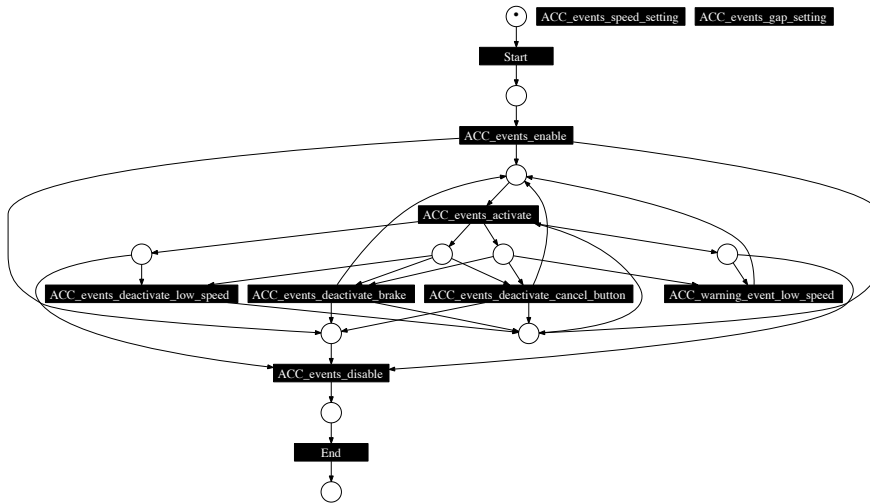 ACC_events_speed_setting
ACC_events_gap_setting
Start
ACC_events_enable
ACC_events_activate
ACC_events_deactivate_low_speed
ACC_events_deactivate_brake
ACC_events_deactivate_cancel_button
ACC_warning_event_low_speed
ACC_events_disable
End